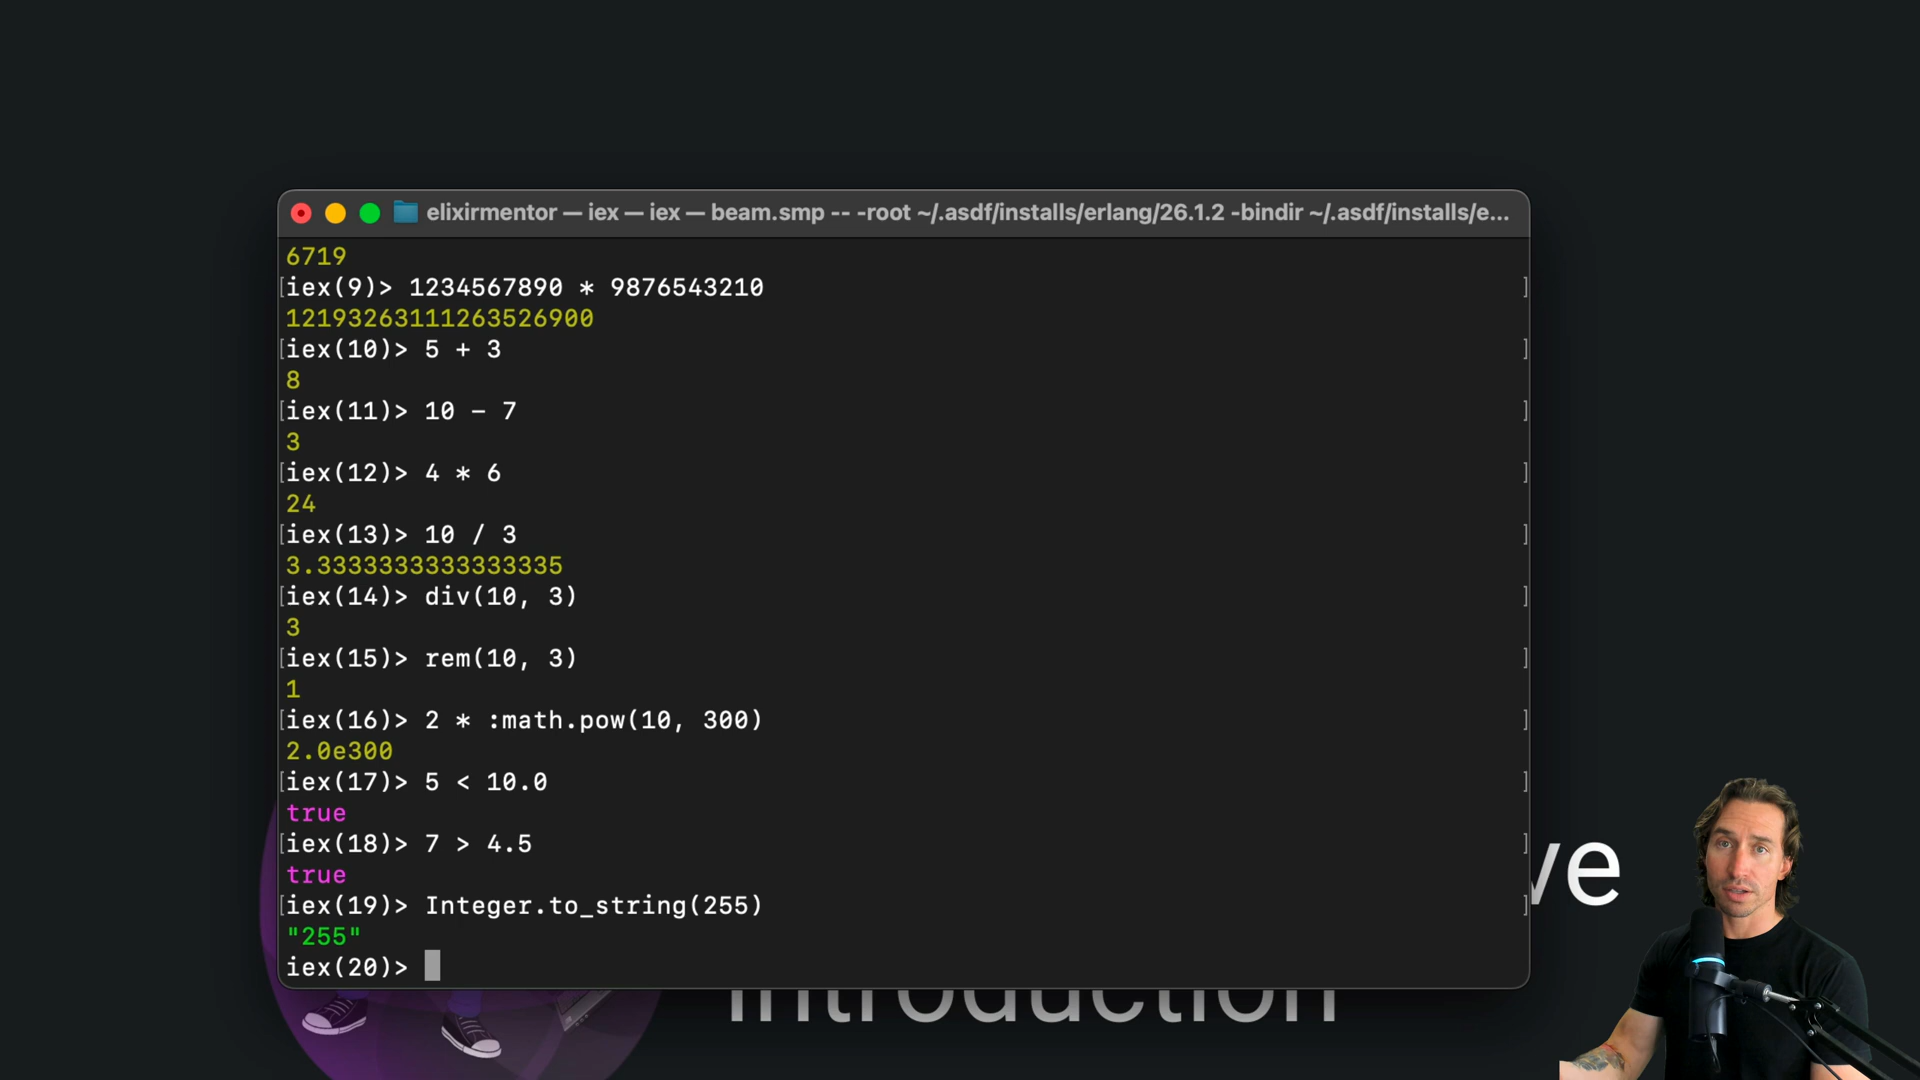 elixirmentor — iex — iex — beam.smp -- -root ~/.asdf/installs/erlang/26.1.2 -bindir ~/.asdf/installs/e...
6719
[iex(9)> 1234567890 * 9876543210 ]
12193263111263526900
[iex(10)> 5 + 3 ]
8
[iex(11)> 10 - 7 ]
3
[iex(12)> 4 * 6 ]
24
[iex(13)> 10 / 3 ]
3.3333333333333335
[iex(14)> div(10, 3) ]
3
[iex(15)> rem(10, 3) ]
1
[iex(16)> 2 * :math.pow(10, 300) ]
2.0e300
[iex(17)> 5 < 10.0 ]
true
[iex(18)> 7 > 4.5 ]
true
[iex(19)> Integer.to_string(255) ]
"255"
iex(20)>
Introduction